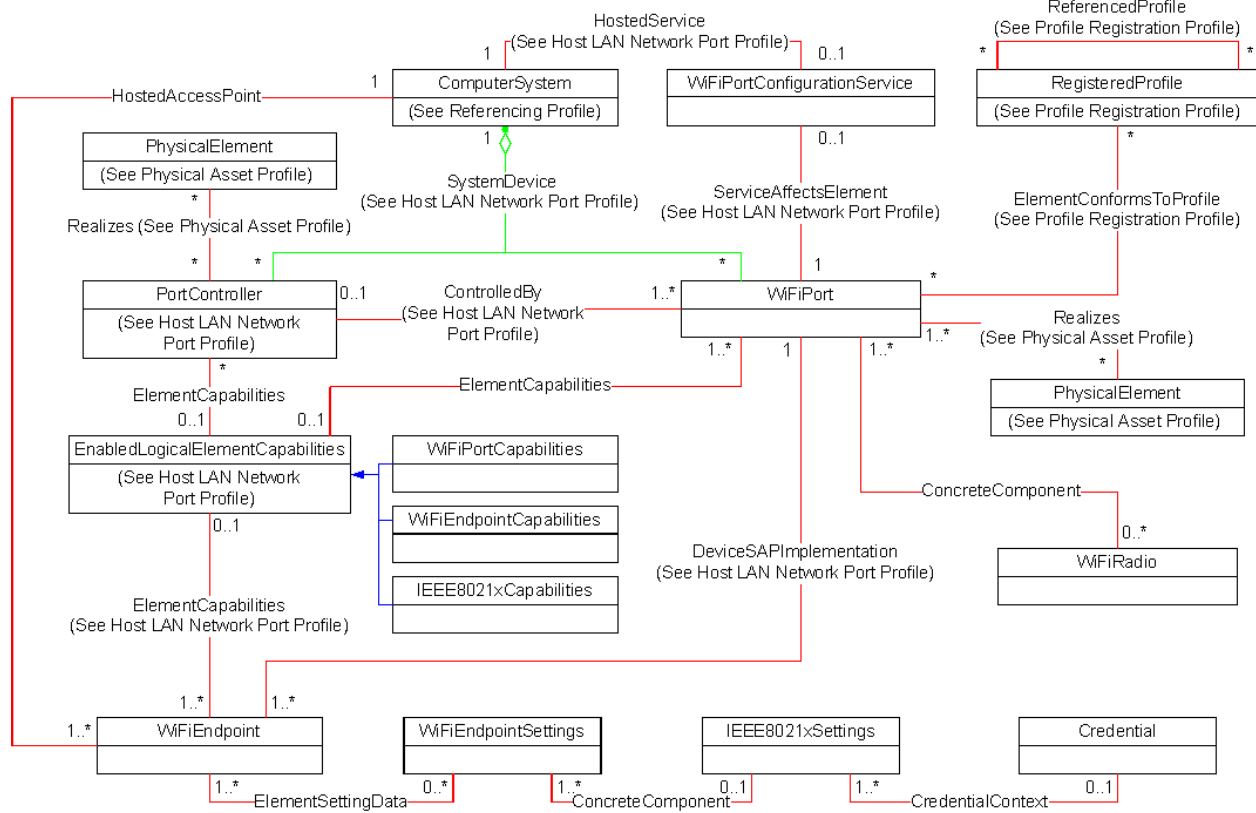 ReferencedProfile
(See Profile Registration Profile)
HostedService
(See Host LAN Network Port Profile)
1
0..1
*
*
1
ComputerSystem
(See Referencing Profile)
WiFiPortConfigurationService
RegisteredProfile
(See Profile Registration Profile)
HostedAccessPoint
1
0..1
*
PhysicalElement
(See Physical Asset Profile)
SystemDevice
(See Host LAN Network Port Profile)
ServiceAffectsElement
(See Host LAN Network Port Profile)
ElementConformsToProfile
(See Profile Registration Profile)
*
Realizes (See Physical Asset Profile)
*
*
*
1
*
PortController
(See Host LAN Network
Port Profile)
0..1
ControlledBy
(See Host LAN Network
Port Profile)
1..*
WiFiPort
Realizes
(See Physical Asset Profile)
1..*
*
1..*
1
1..*
*
ElementCapabilities
ElementCapabilities
PhysicalElement
(See Physical Asset Profile)
0..1
0..1
EnabledLogicalElementCapabilities
(See Host LAN Network
Port Profile)
WiFiPortCapabilities
WiFiEndpointCapabilities
IEEE8021xCapabilities
ConcreteComponent
0..1
0..*
DeviceSAPImplementation
(See Host LAN Network Port Profile)
WiFiRadio
ElementCapabilities
(See Host LAN Network Port Profile)
1..*
1..*
1..*
WiFiEndpoint
WiFiEndpointSettings
IEEE8021xSettings
Credential
1..*
ElementSettingData
0..*
1..*
ConcreteComponent
0..1
1..*
CredentialContext
0..1